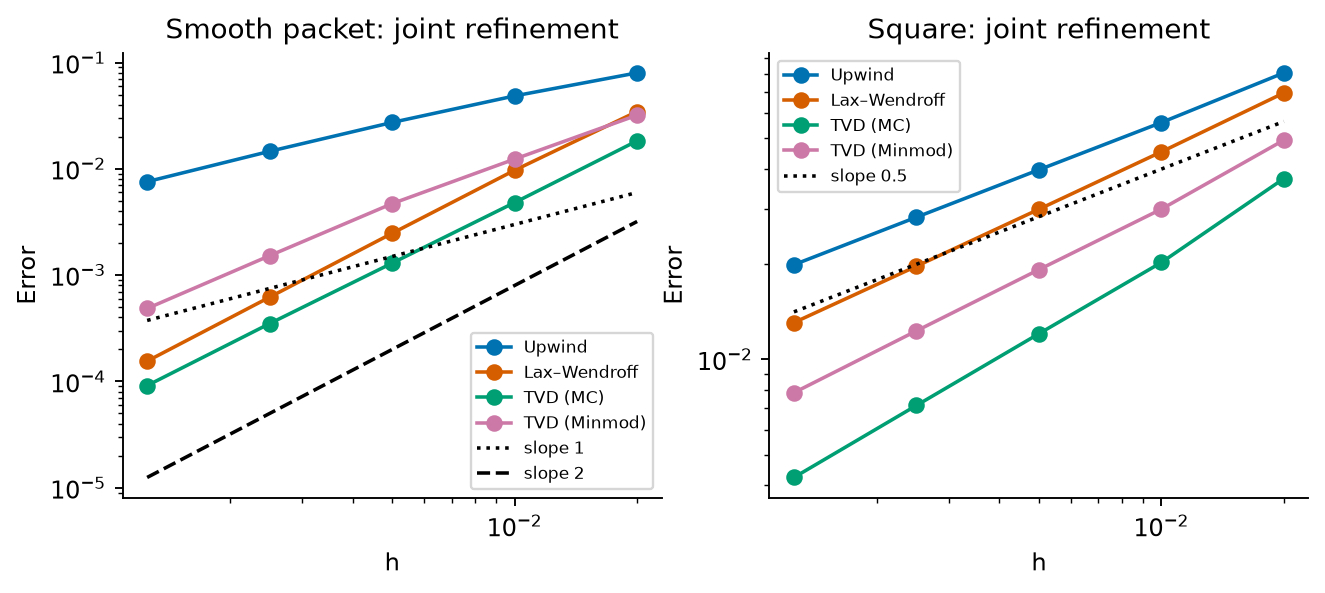 Smooth packet: joint refinement
10⁻¹
10⁻²
10⁻³
10⁻⁴
10⁻⁵
Error
Upwind
Lax–Wendroff
TVD (MC)
TVD (Minmod)
slope 1
slope 2
10⁻²
h
Square: joint refinement
Upwind
Lax–Wendroff
TVD (MC)
TVD (Minmod)
slope 0.5
Error
10⁻²
10⁻²
h